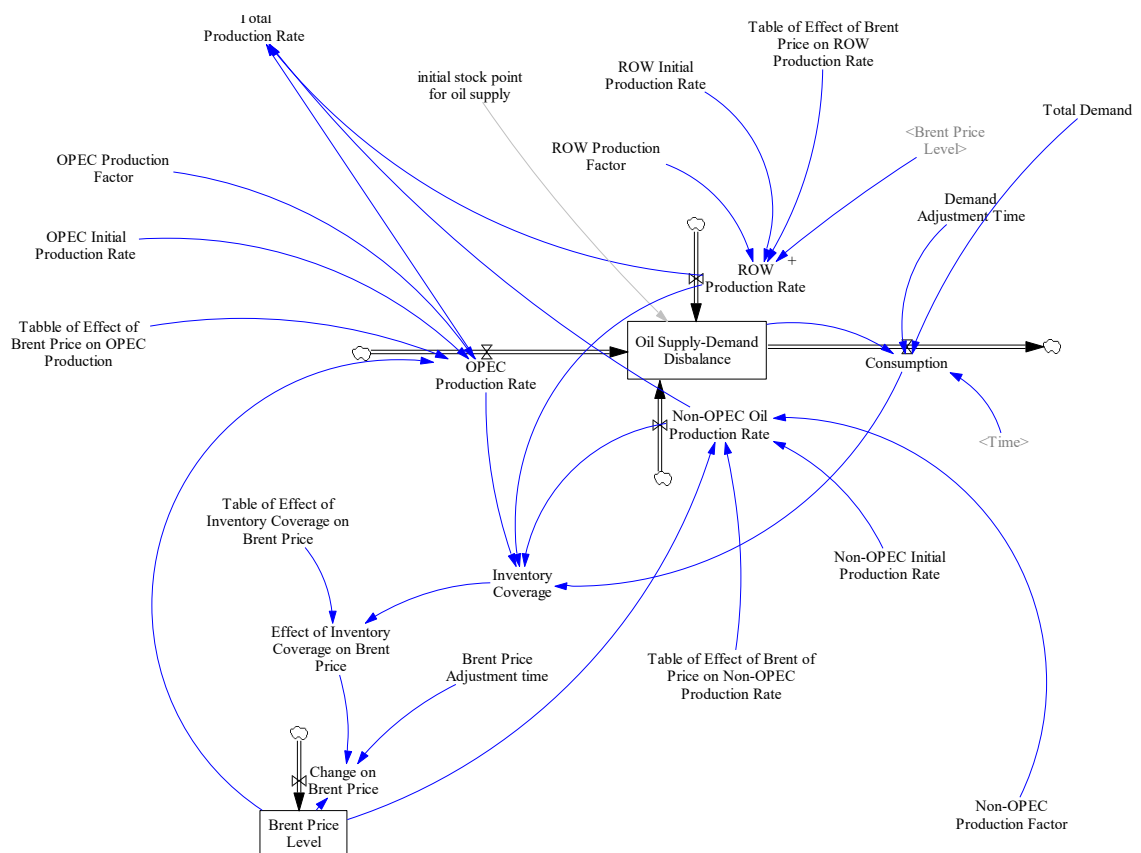 Total
Production Rate
Table of Effect of Brent
Price on ROW
Production Rate
ROW Initial
Production Rate
initial stock point
for oil supply
Total Demand
<Brent Price
Level>
ROW Production
Factor
OPEC Production
Factor
Demand
Adjustment Time
OPEC Initial
Production Rate
ROW
Production Rate
+
Tabble of Effect of
Brent Price on OPEC
Production
Oil Supply-Demand
Disbalance
OPEC
Production Rate
Consumption
Non-OPEC Oil
Production Rate
<Time>
Table of Effect of
Inventory Coverage on
Brent Price
Non-OPEC Initial
Production Rate
Inventory
Coverage
Effect of Inventory
Coverage on Brent
Price
Brent Price
Adjustment time
Table of Effect of Brent of
Price on Non-OPEC
Production Rate
Change on
Brent Price
Non-OPEC
Production Factor
Brent Price
Level